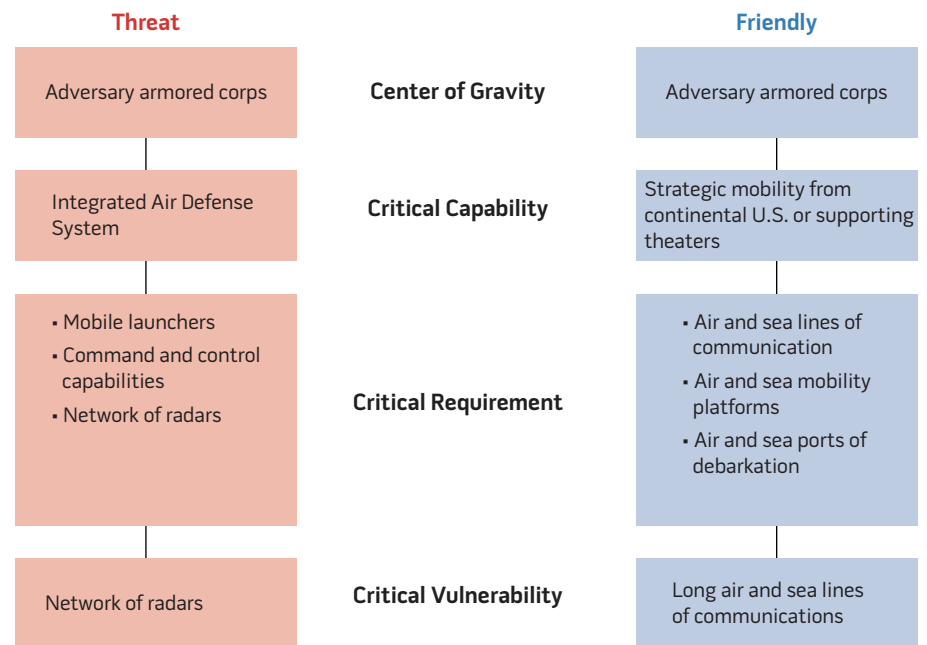 Threat
Friendly
Adversary armored corps
Center of Gravity
Adversary armored corps
Integrated Air Defense
System
Critical Capability
Strategic mobility from
continental U.S. or supporting
theaters
▪ Mobile launchers
▪ Command and control
capabilities
▪ Network of radars
Critical Requirement
▪ Air and sea lines of
communication
▪ Air and sea mobility
platforms
▪ Air and sea ports of
debarkation
Network of radars
Critical Vulnerability
Long air and sea lines
of communications